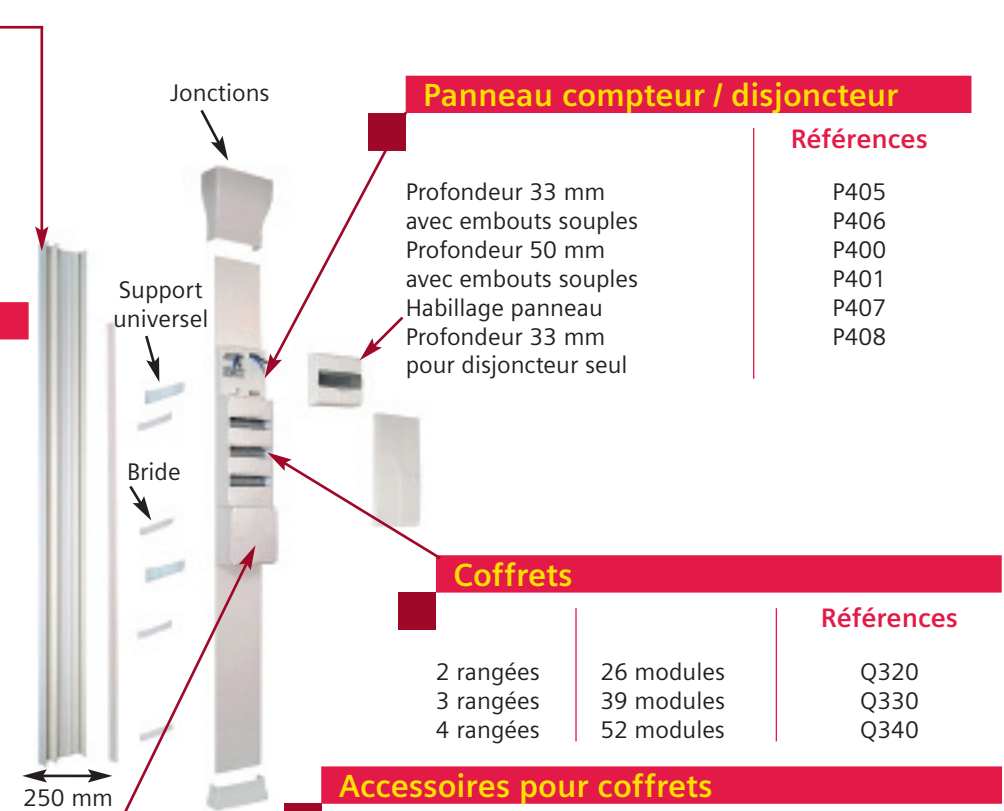 Jonctions
Panneau compteur / disjoncteur
Références
Profondeur 33 mm P405
avec embouts souples P406
Profondeur 50 mm P400
avec embouts souples P401
Habillage panneau P407
Profondeur 33 mm P408
pour disjoncteur seul
Support
universel
Bride
Coffrets
Références
2 rangées 26 modules Q320
3 rangées 39 modules Q330
4 rangées 52 modules Q340
Accessoires pour coffrets
250 mm